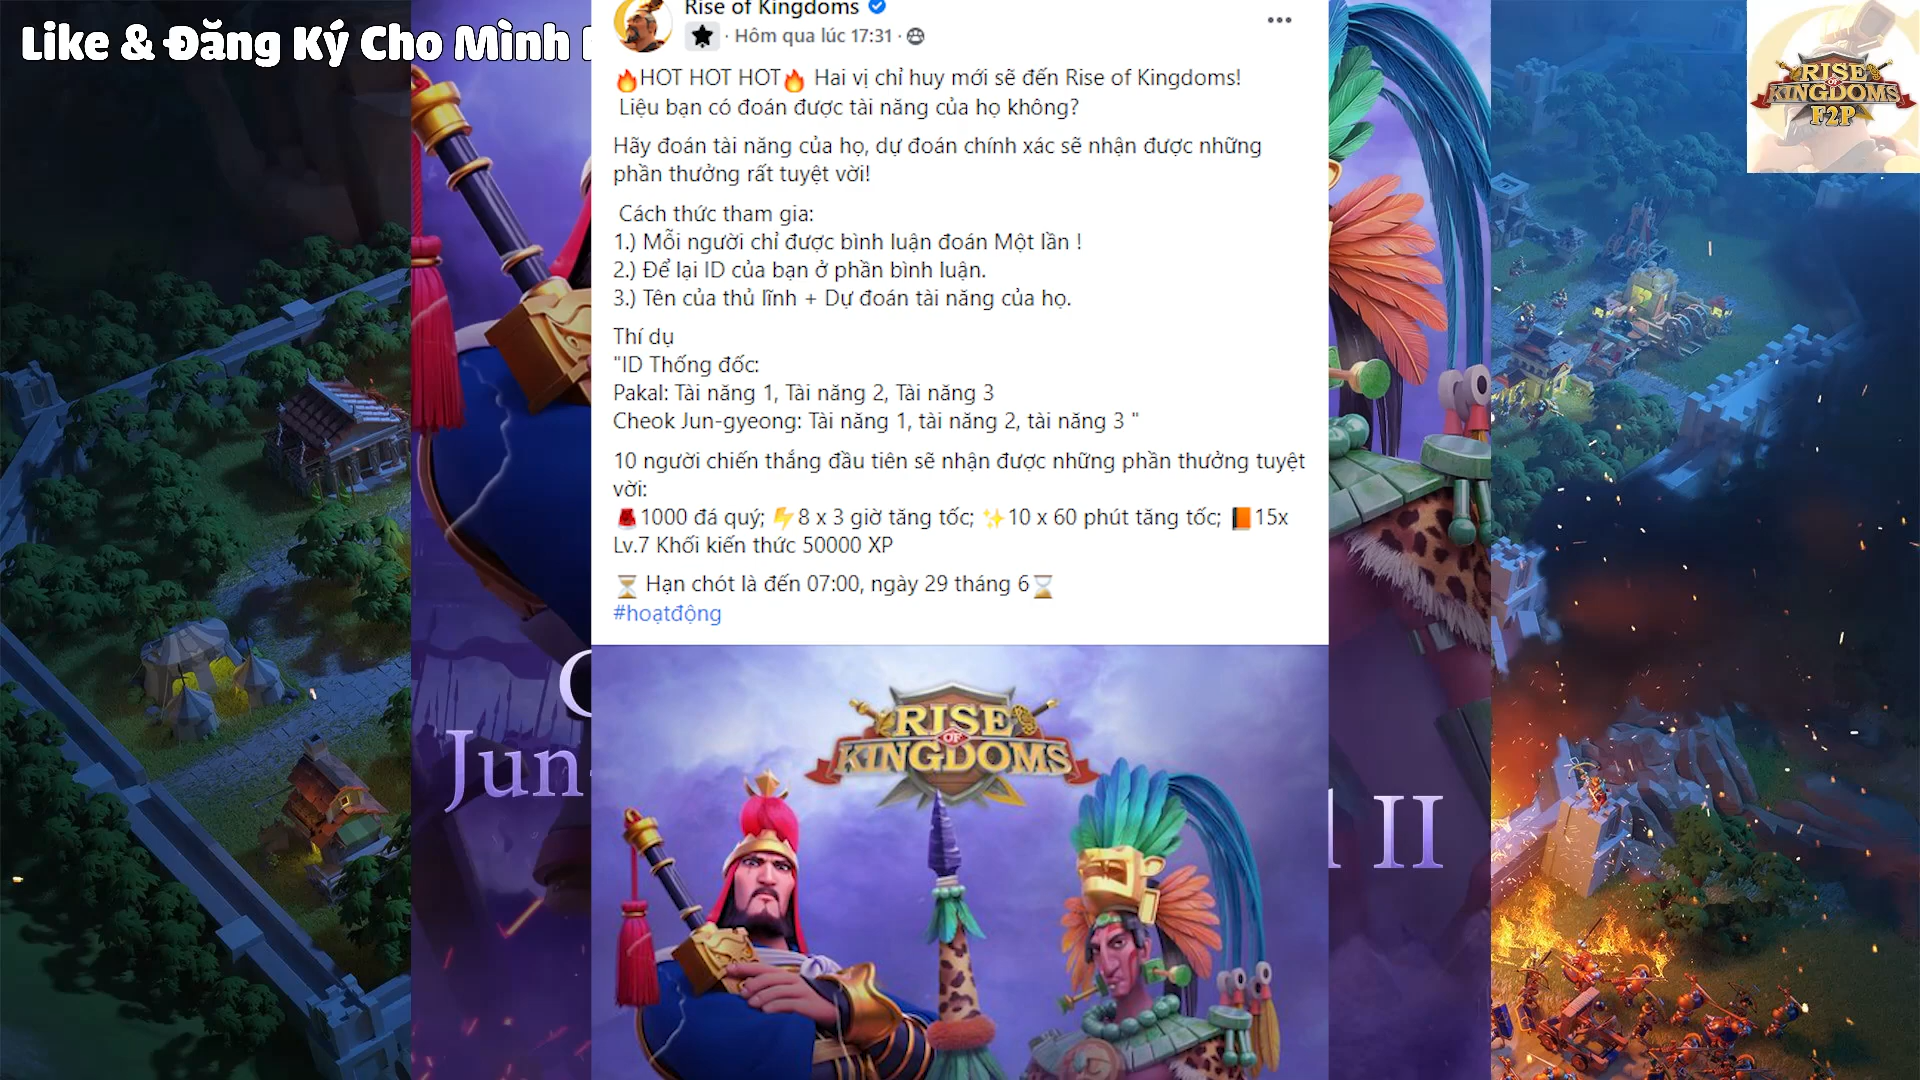 Like & Đăng Ký Cho Mình
Rise of Kingdoms
· Hôm qua lúc 17:31 ·
🔥HOT HOT HOT🔥 Hai vị chỉ huy mới sẽ đến Rise of Kingdoms!
Liệu bạn có đoán được tài năng của họ không?
Hãy đoán tài năng của họ, dự đoán chính xác sẽ nhận được những
phần thưởng rất tuyệt vời!
Cách thức tham gia:
1.) Mỗi người chỉ được bình luận đoán Một lần !
2.) Để lại ID của bạn ở phần bình luận.
3.) Tên của thủ lĩnh + Dự đoán tài năng của họ.
Thí dụ
"ID Thống đốc:
Pakal: Tài năng 1, Tài năng 2, Tài năng 3
Cheok Jun-gyeong: Tài năng 1, tài năng 2, tài năng 3 "
10 người chiến thắng đầu tiên sẽ nhận được những phần thưởng tuyệt
vời:
1000 đá quý; ⚡8 x 3 giờ tăng tốc; ✨10 x 60 phút tăng tốc; 📙15x
Lv.7 Khối kiến thức 50000 XP
⏳ Hạn chót là đến 07:00, ngày 29 tháng 6⌛
#hoạtđộng
RISE
OF
KINGDOMS
Jun-
II
RISE
OF
KINGDOMS
F2P